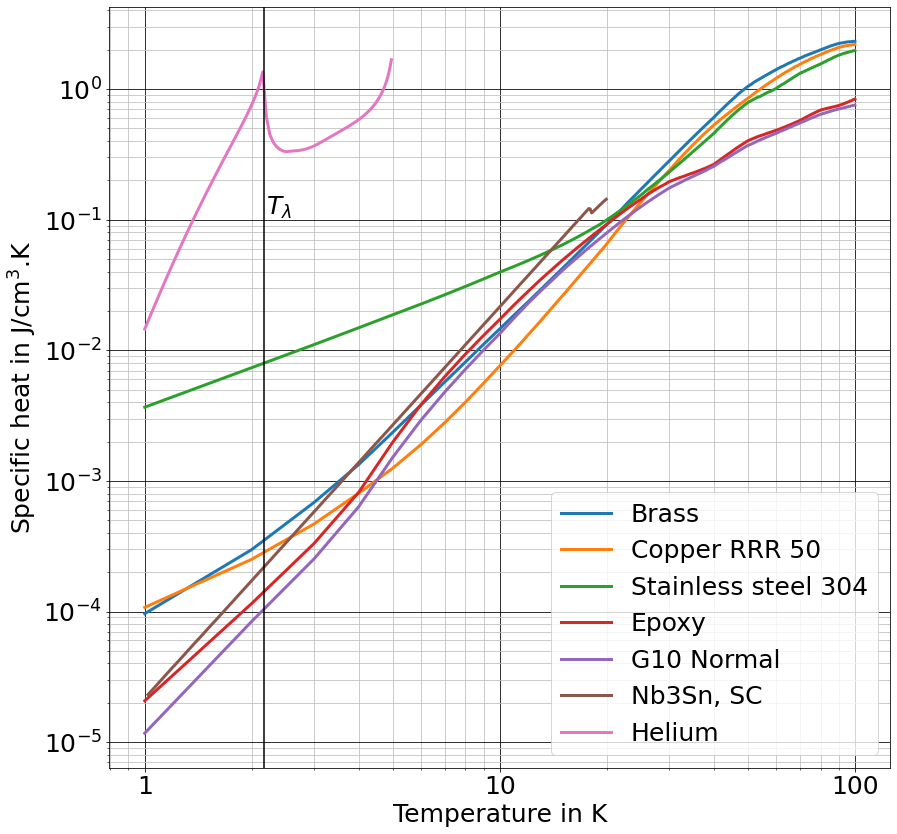 10⁰
10⁻¹
10⁻²
10⁻³
10⁻⁴
10⁻⁵
Specific heat in J/cm³.K
T_λ
Brass
Copper RRR 50
Stainless steel 304
Epoxy
G10 Normal
Nb3Sn, SC
Helium
1 10 100
Temperature in K